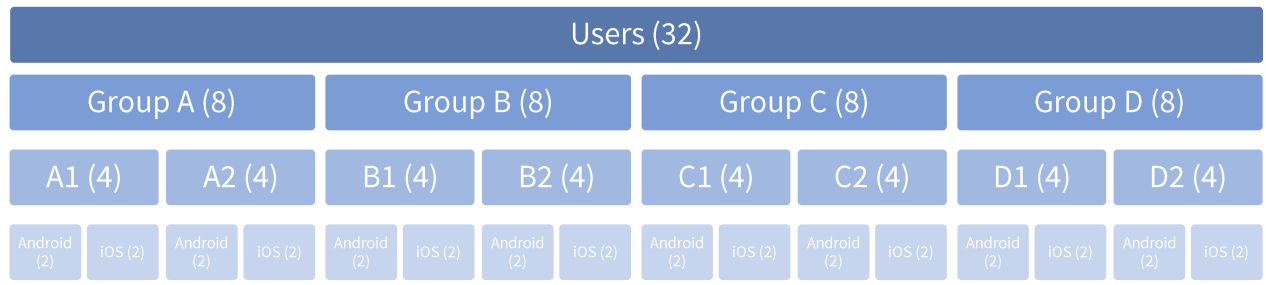 Users (32)
Group A (8)
Group B (8)
Group C (8)
Group D (8)
A1 (4)
A2 (4)
B1 (4)
B2 (4)
C1 (4)
C2 (4)
D1 (4)
D2 (4)
Android
(2)
iOS (2)
Android
(2)
iOS (2)
Android
(2)
iOS (2)
Android
(2)
iOS (2)
Android
(2)
iOS (2)
Android
(2)
iOS (2)
Android
(2)
iOS (2)
Android
(2)
iOS (2)